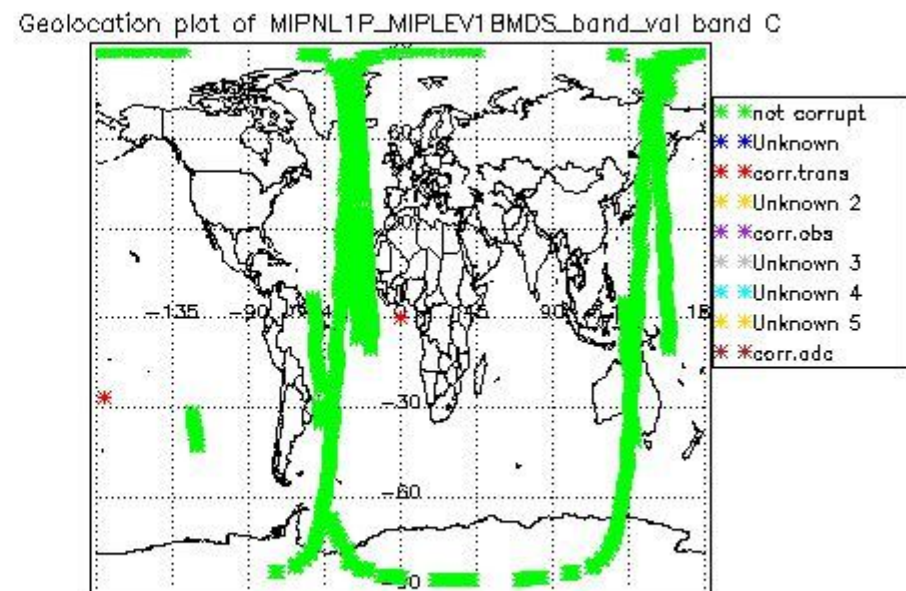 Geolocation plot of MIPNL1P_MIPLEV1BMDS_band_val band C
not corrupt
Unknown
corr.trans
Unknown 2
corr.obs
Unknown 3
Unknown 4
Unknown 5
corr.adc
-135
-90
90
-30
-60